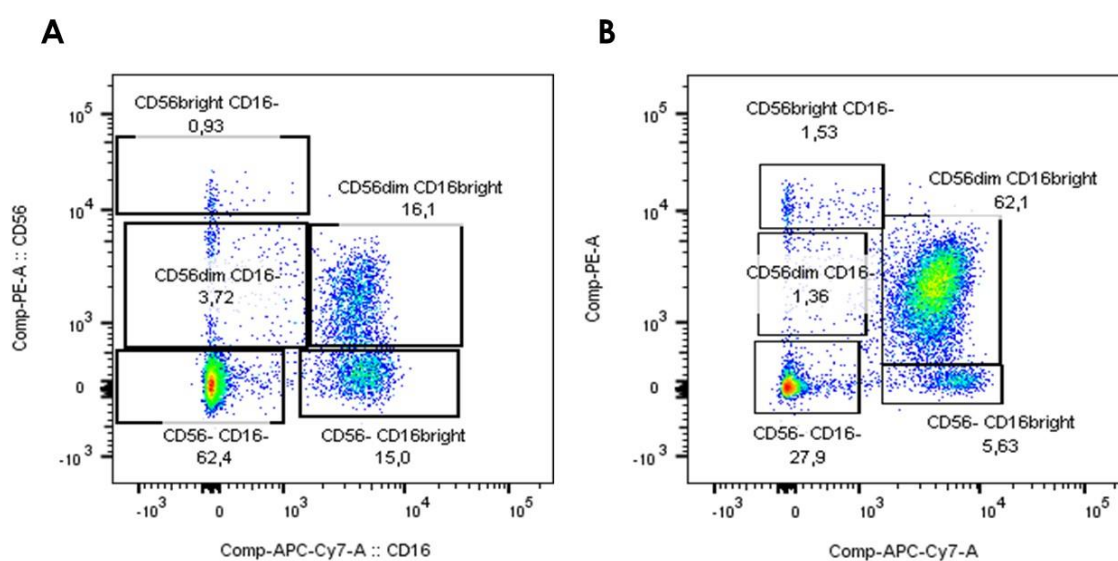 A
B
10^5
10^4
10^3
0
-10^3
Comp-PE-A :: CD56
CD56bright CD16-
0,93
CD56dim CD16bright
16,1
CD56dim CD16-
3,72
CD56- CD16-
62,4
CD56- CD16bright
15,0
-10^3
0
10^3
10^4
10^5
Comp-APC-Cy7-A :: CD16
10^5
10^4
10^3
0
-10^3
Comp-PE-A
CD56bright CD16-
1,53
CD56dim CD16bright
62,1
CD56dim CD16-
1,36
CD56- CD16-
27,9
CD56- CD16bright
5,63
-10^3
0
10^3
10^4
10^5
Comp-APC-Cy7-A